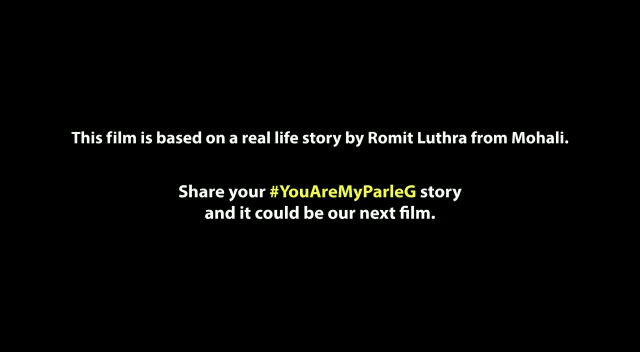 This film is based on a real life story by Romit Luthra from Mohali.
Share your #YouAreMyParleG story
and it could be our next film.